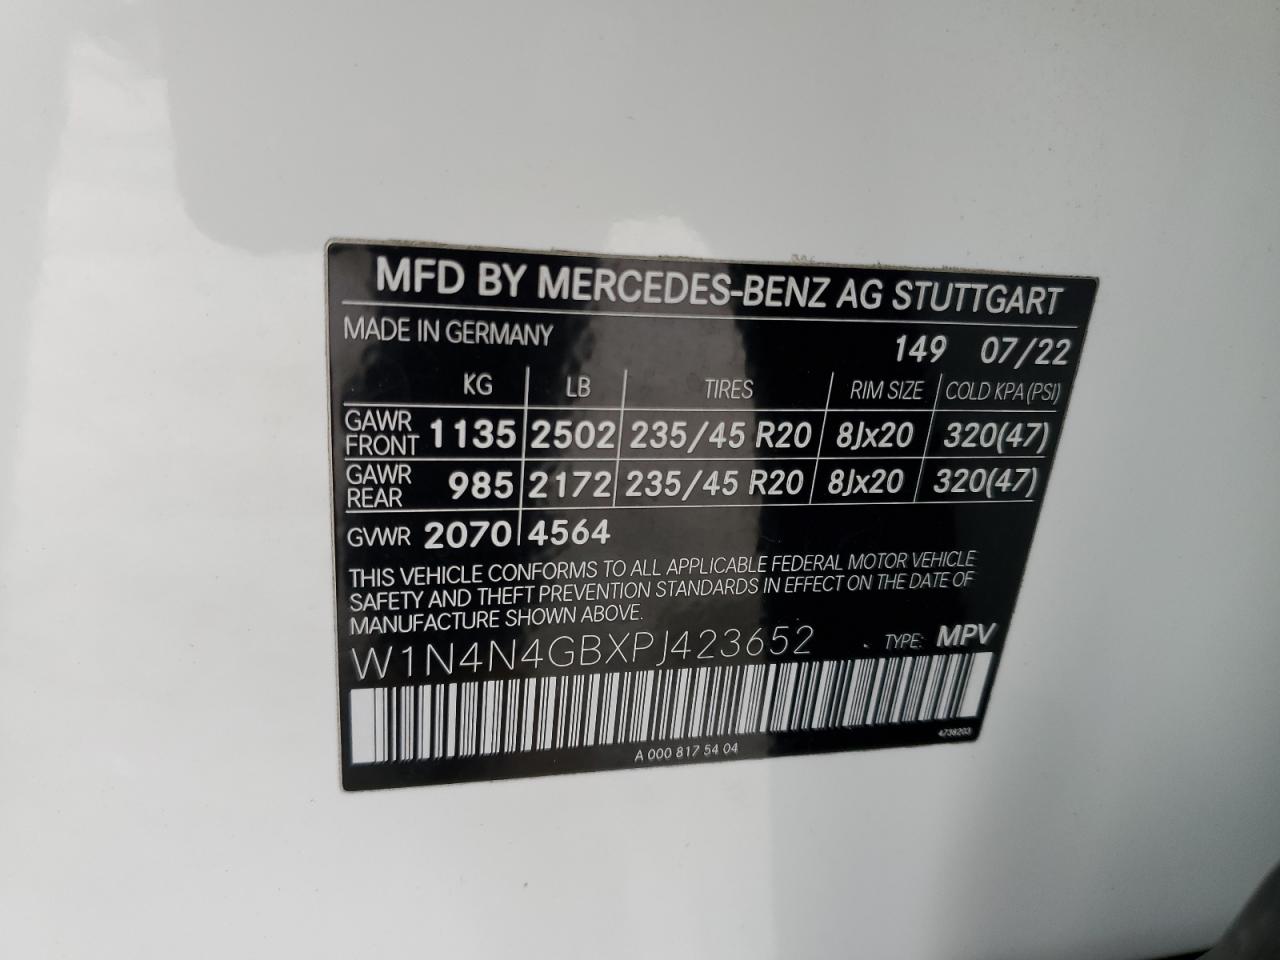 MFD BY MERCEDES-BENZ AG STUTTGART
MADE IN GERMANY 149 07/22
KG LB TIRES RIM SIZE COLD KPA (PSI)
GAWR FRONT 1135 2502 235/45 R20 8Jx20 320(47)
GAWR REAR 985 2172 235/45 R20 8Jx20 320(47)
GVWR 2070 4564
THIS VEHICLE CONFORMS TO ALL APPLICABLE FEDERAL MOTOR VEHICLE
SAFETY AND THEFT PREVENTION STANDARDS IN EFFECT ON THE DATE OF
MANUFACTURE SHOWN ABOVE.
W1N4N4GBXPJ423652 TYPE: MPV
A 000 817 54 04 4738203